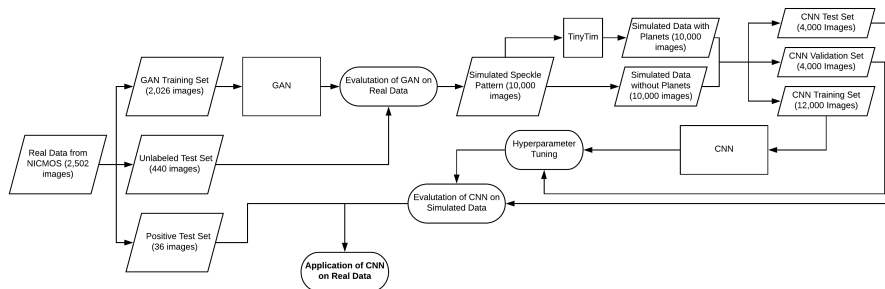 Real Data from
NICMOS (2,502
images)
GAN Training Set
(2,026 images)
GAN
Evalutation of GAN on
Real Data
Unlabeled Test Set
(440 images)
Positive Test Set
(36 images)
Simulated Speckle
Pattern (10,000
images)
TinyTim
Simulated Data with
Planets (10,000
images)
Simulated Data
without Planets
(10,000 images)
CNN Test Set
(4,000 Images)
CNN Validation Set
(4,000 Images)
CNN Training Set
(12,000 Images)
CNN
Hyperparameter
Tuning
Evalutation of CNN on
Simulated Data
Application of CNN
on Real Data